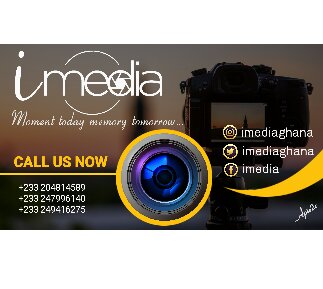 imedia
Moment today memory tomorrow...
CALL US NOW
+233 204814589
+233 247996140
+233 249416275
imediaghana
imediaghana
imedia